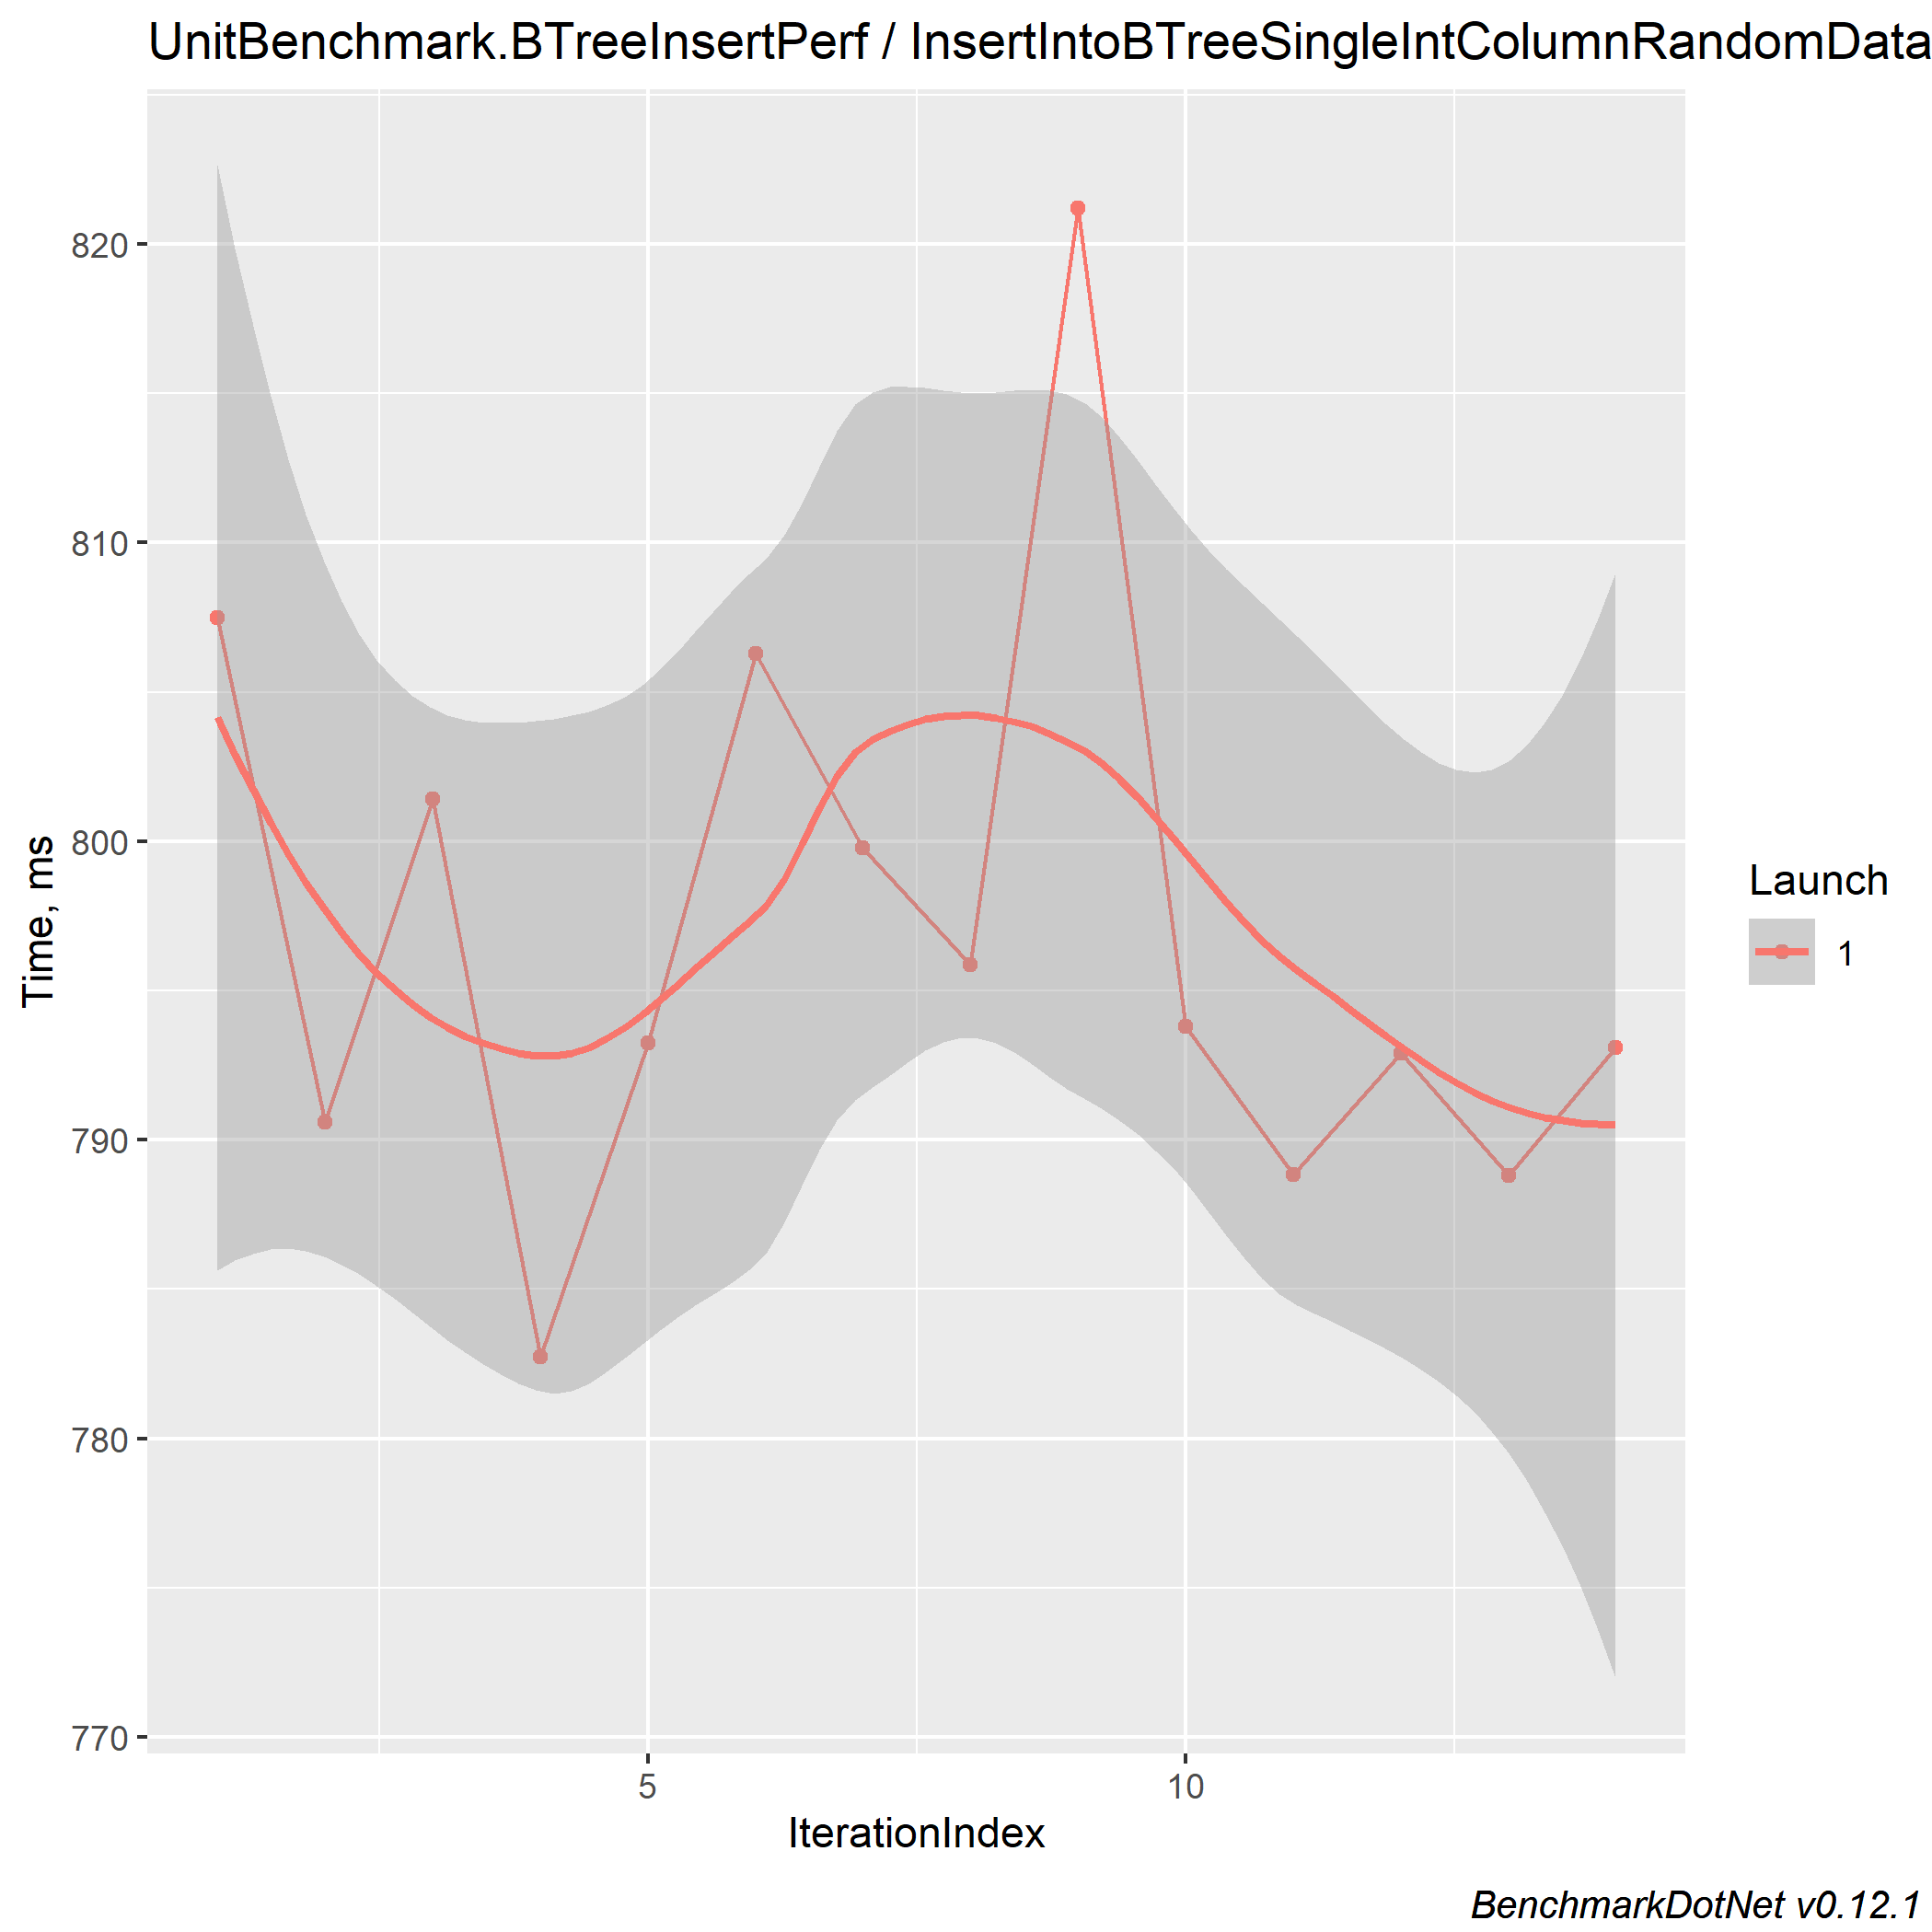 UnitBenchmark.BTreeInsertPerf / InsertIntoBTreeSingleIntColumnRandomData
820
810
800
790
780
770
Time, ms
5
10
IterationIndex
Launch
1
BenchmarkDotNet v0.12.1